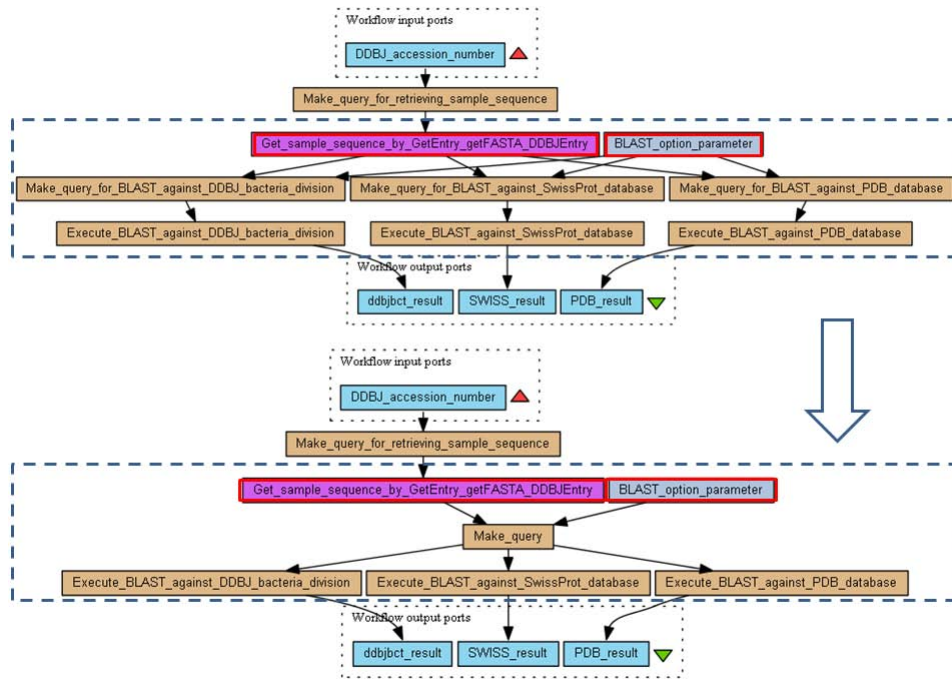 Workflow input ports
DDBJ_accession_number
Make_query_for_retrieving_sample_sequence
Get_sample_sequence_by_GetEntry_getFASTA_DDBJEntry BLAST_option_parameter
Make_query_for_BLAST_against_DDBJ_bacteria_division Make_query_for_BLAST_against_SwissProt_database Make_query_for_BLAST_against_PDB_database
Execute_BLAST_against_DDBJ_bacteria_division Execute_BLAST_against_SwissProt_database Execute_BLAST_against_PDB_database
Workflow output ports
ddbjbct_result SWISS_result PDB_result
Workflow input ports
DDBJ_accession_number
Make_query_for_retrieving_sample_sequence
Get_sample_sequence_by_GetEntry_getFASTA_DDBJEntry BLAST_option_parameter
Make_query
Execute_BLAST_against_DDBJ_bacteria_division Execute_BLAST_against_SwissProt_database Execute_BLAST_against_PDB_database
Workflow output ports
ddbjbct_result SWISS_result PDB_result